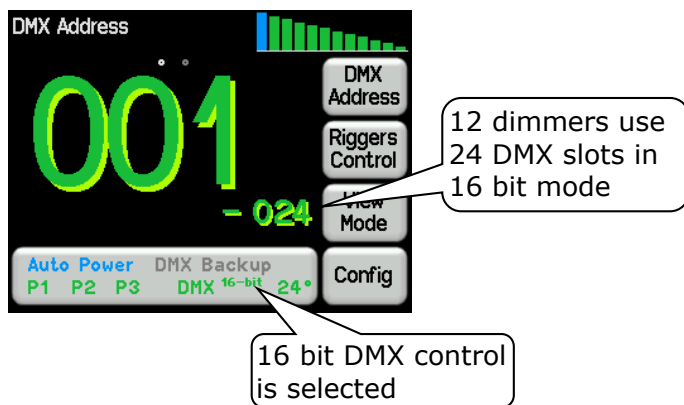 DMX Address
001
- 024
DMX
Address
Riggers
Control
View
Mode
Config
Auto Power DMX Backup
P1 P2 P3 DMX 16-bit 24°
12 dimmers use
24 DMX slots in
16 bit mode
16 bit DMX control
is selected